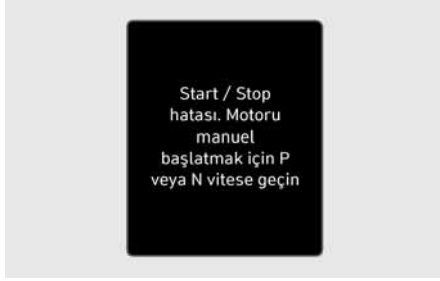 Start / Stop
hatası. Motoru
manuel
başlatmak için P
veya N vitese geçin